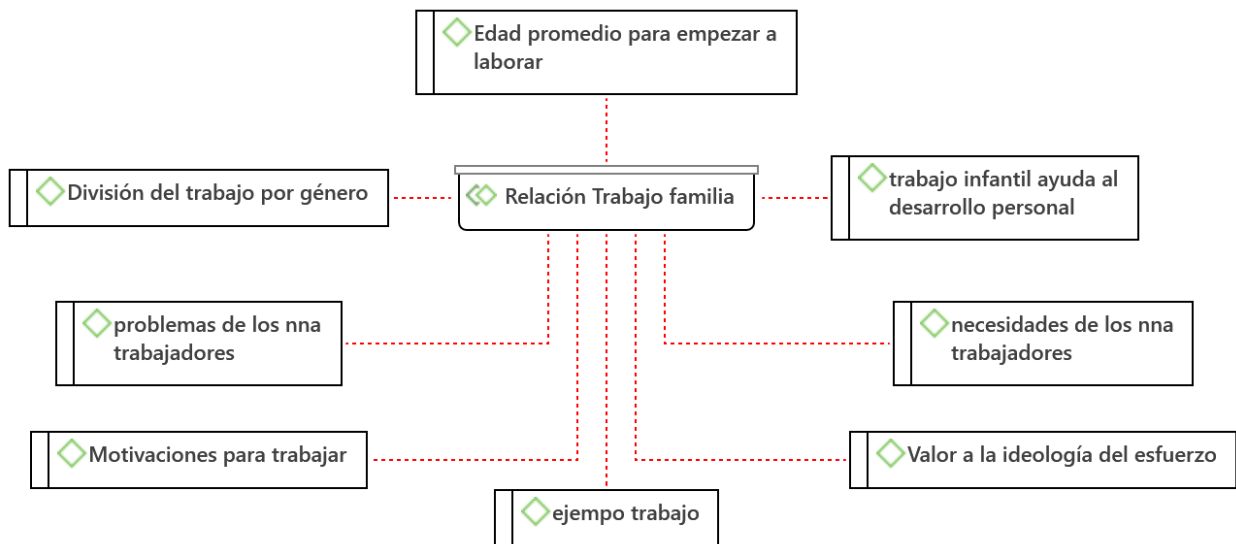 Edad promedio para empezar a
laborar
División del trabajo por género
Relación Trabajo familia
trabajo infantil ayuda al
desarrollo personal
problemas de los nna
trabajadores
necesidades de los nna
trabajadores
Motivaciones para trabajar
Valor a la ideología del esfuerzo
ejempo trabajo